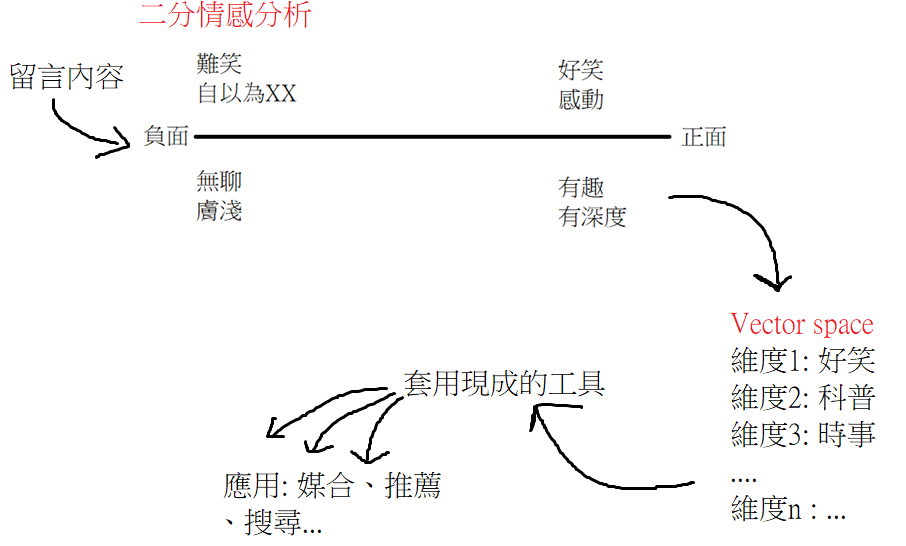 二分情感分析
留言內容
難笑
自以為XX
好笑
感動
負面
正面
無聊
膚淺
有趣
有深度
Vector space
維度1: 好笑
維度2: 科普
維度3: 時事
....
維度n : ...
套用現成的工具
應用: 媒合、推薦
、搜尋...